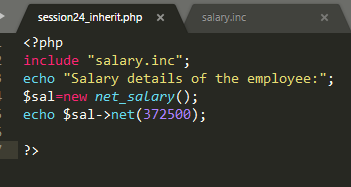 session24_inherit.php × salary.inc ×
<?php
include "salary.inc";
echo "Salary details of the employee:";
$sal=new net_salary();
echo $sal->net(372500);
?>